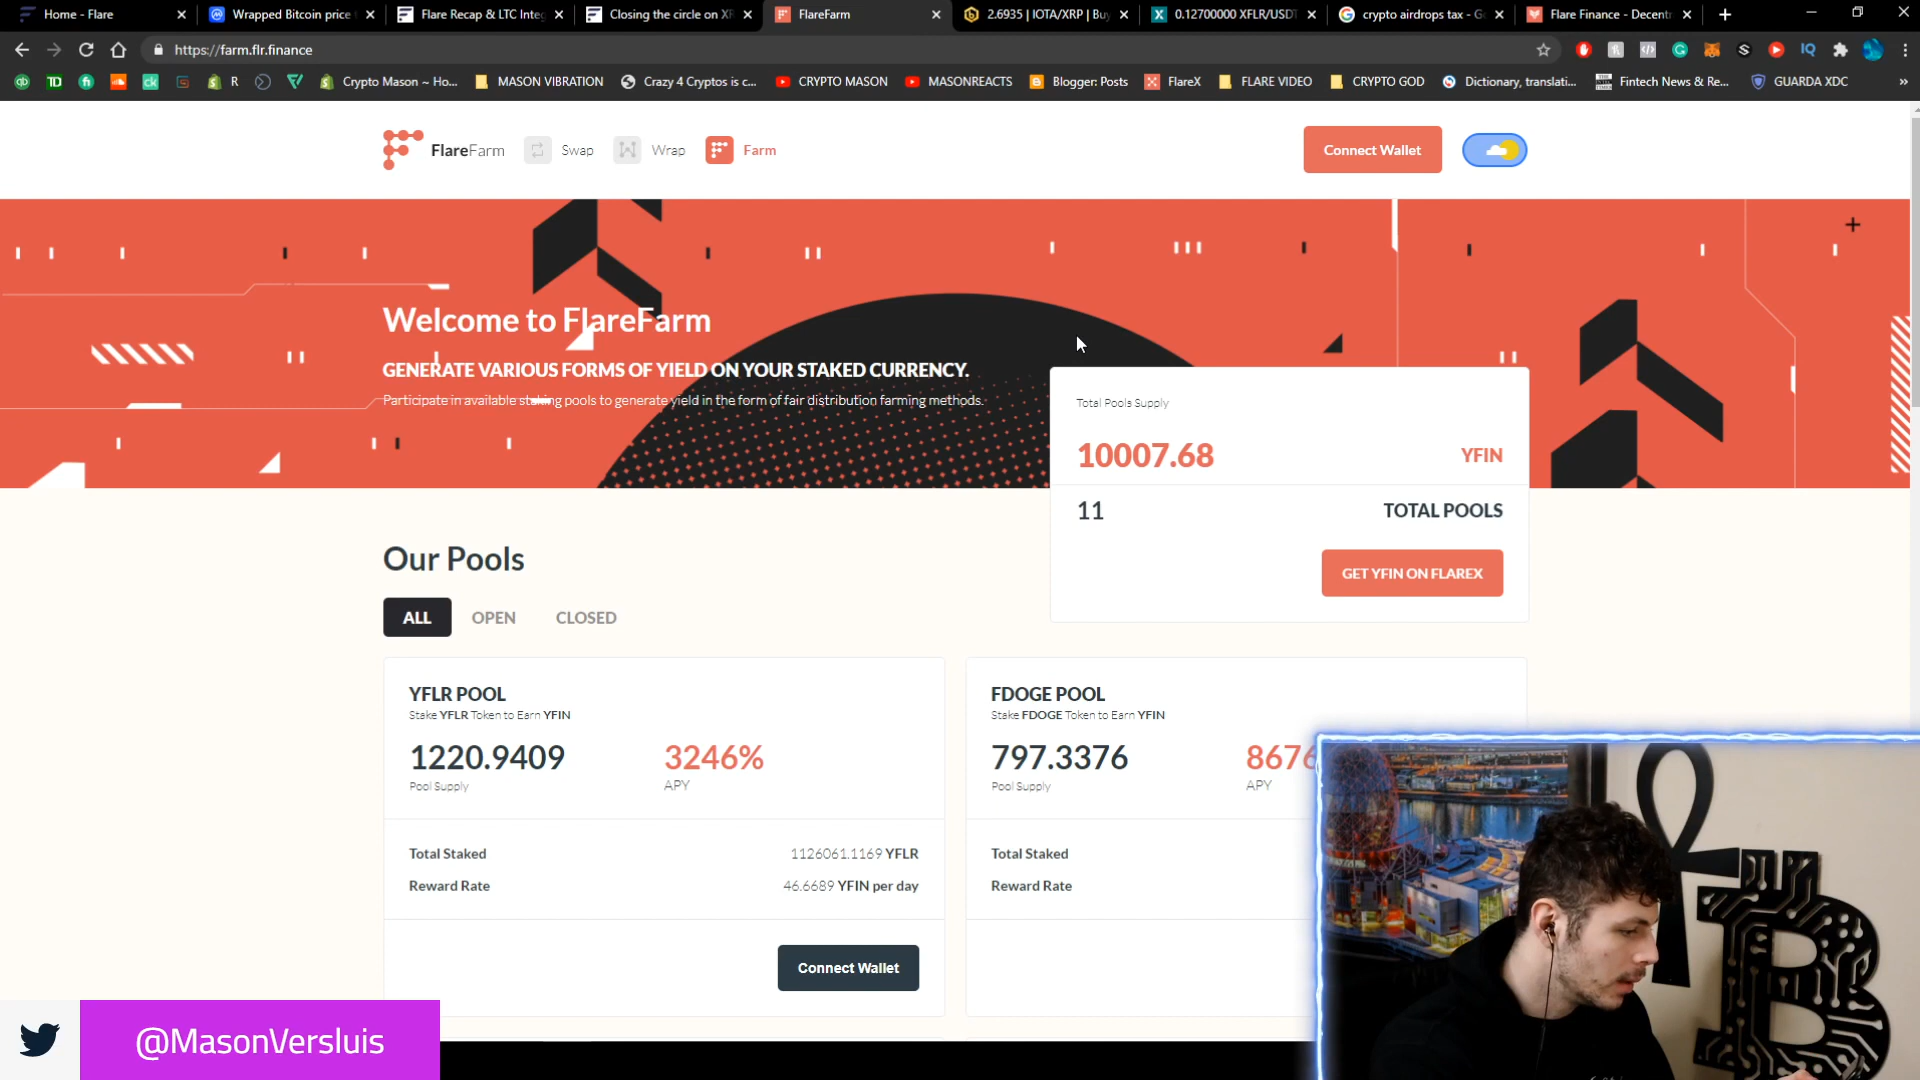 Home - Flare
Wrapped Bitcoin price
Flare Recap & LTC Inte
Closing the circle on XR
FlareFarm
2.6935 | IOTA/XRP | Bu
0.12700000 XFLR/USDT
crypto airdrops tax - Go
Flare Finance - Decent
https://farm.flr.finance
R
Crypto Mason ~ Ho...
MASON VIBRATION
Crazy 4 Cryptos is c...
CRYPTO MASON
MASONREACTS
Blogger: Posts
FlareX
FLARE VIDEO
CRYPTO GOD
Dictionary, translati...
Fintech News & Re...
GUARDA XDC
FlareFarm
Swap
Wrap
Farm
Connect Wallet
Welcome to FlareFarm
GENERATE VARIOUS FORMS OF YIELD ON YOUR STAKED CURRENCY.
Participate in available staking pools to generate yield in the form of fair distribution farming methods.
Total Pools Supply
10007.68 YFIN
11 TOTAL POOLS
GET YFIN ON FLAREX
Our Pools
ALL OPEN CLOSED
YFLR POOL
Stake YFLR Token to Earn YFIN
1220.9409 3246%
Pool Supply APY
Total Staked 1126061.1169 YFLR
Reward Rate 46.6689 YFIN per day
Connect Wallet
FDOGE POOL
Stake FDOGE Token to Earn YFIN
797.3376 8676
Pool Supply APY
Total Staked
Reward Rate
@MasonVersluis